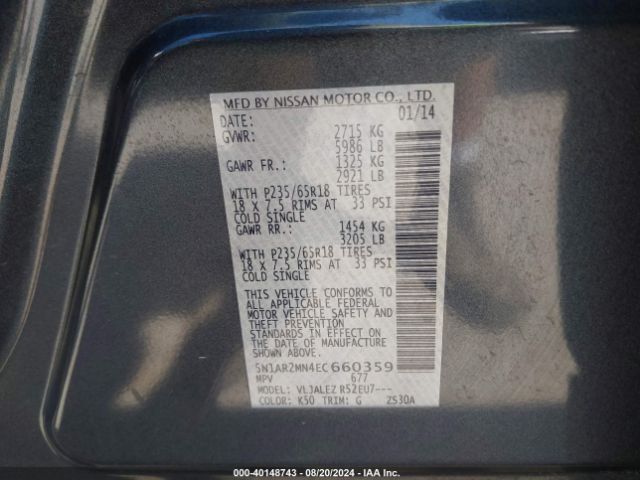 MFD BY NISSAN MOTOR CO., LTD.
DATE: 01/14
GVWR: 2715 KG
5986 LB
GAWR FR.: 1325 KG
2921 LB
WITH P235/65R18 TIRES
18 X 7.5 RIMS AT 33 PSI
COLD SINGLE
GAWR RR.: 1454 KG
3205 LB
WITH P235/65R18 TIRES
18 X 7.5 RIMS AT 33 PSI
COLD SINGLE
THIS VEHICLE CONFORMS TO
ALL APPLICABLE FEDERAL
MOTOR VEHICLE SAFETY AND
THEFT PREVENTION
STANDARDS IN EFFECT ON
THE DATE OF MANUFACTURE
SHOWN ABOVE.
5N1AR2MN4EC660359
MPV 677
MODEL: VLJALEZ R52EU7---
COLOR: K50 TRIM: G ZS30A
000-40148743 - 08/20/2024 - IAA Inc.